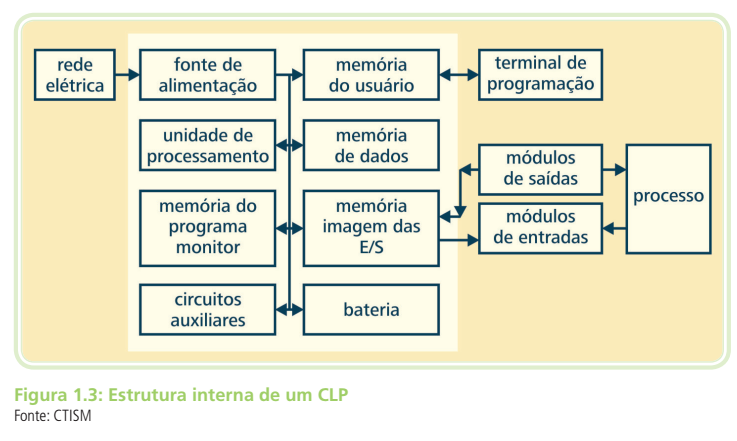 rede
elétrica
fonte de
alimentação
memória
do usuário
terminal de
programação
unidade de
processamento
memória
de dados
módulos
de saídas
processo
memória do
programa
monitor
memória
imagem das
E/S
módulos
de entradas
circuitos
auxiliares
bateria
Figura 1.3: Estrutura interna de um CLP
Fonte: CTISM